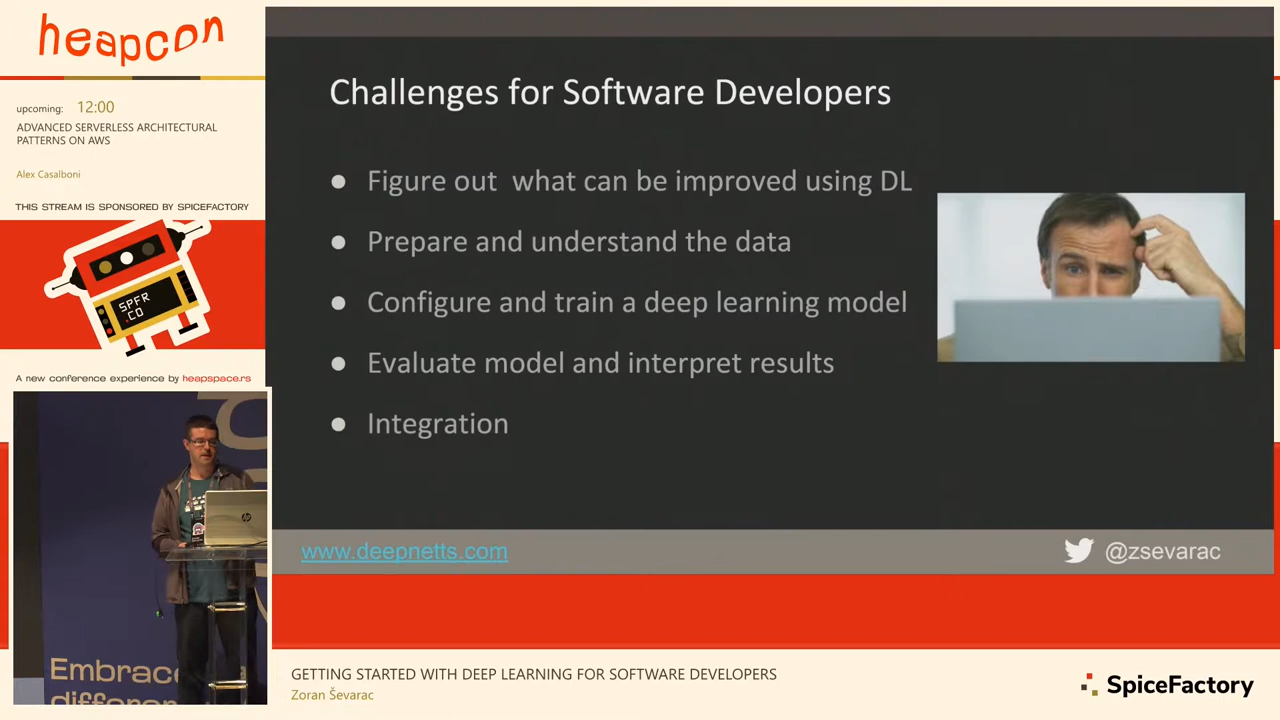 heapcon
upcoming: 12:00
ADVANCED SERVERLESS ARCHITECTURAL
PATTERNS ON AWS
Alex Casalboni
THIS STREAM IS SPONSORED BY SPICEFACTORY
SPFR
.CO
A new conference experience by heapspace.rs
Challenges for Software Developers
● Figure out what can be improved using DL
● Prepare and understand the data
● Configure and train a deep learning model
● Evaluate model and interpret results
● Integration
www.deepnetts.com
@zsevarac
hp
Embrace
GETTING STARTED WITH DEEP LEARNING FOR SOFTWARE DEVELOPERS
Zoran Ševarac
SpiceFactory